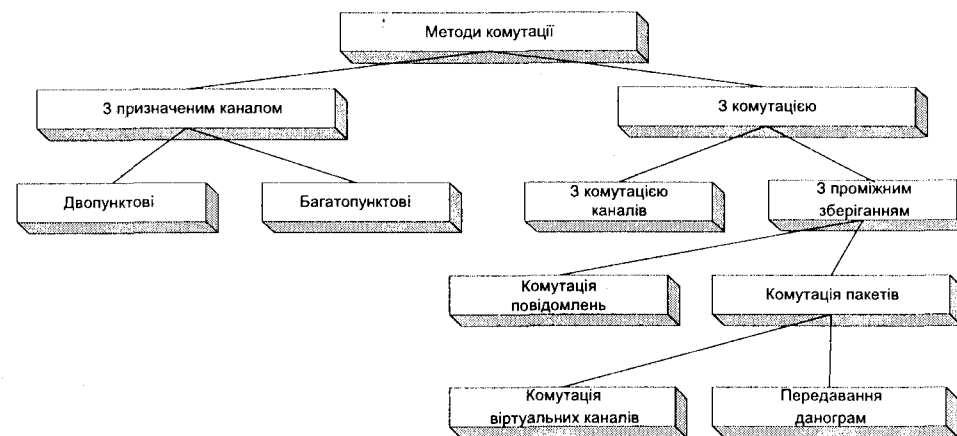 Методи комутації
З призначеним каналом
З комутацією
Двопунктові
Багатопунктові
З комутацією
каналів
З проміжним
зберіганням
Комутація
повідомлень
Комутація пакетів
Комутація
віртуальних каналів
Передавання
данограм